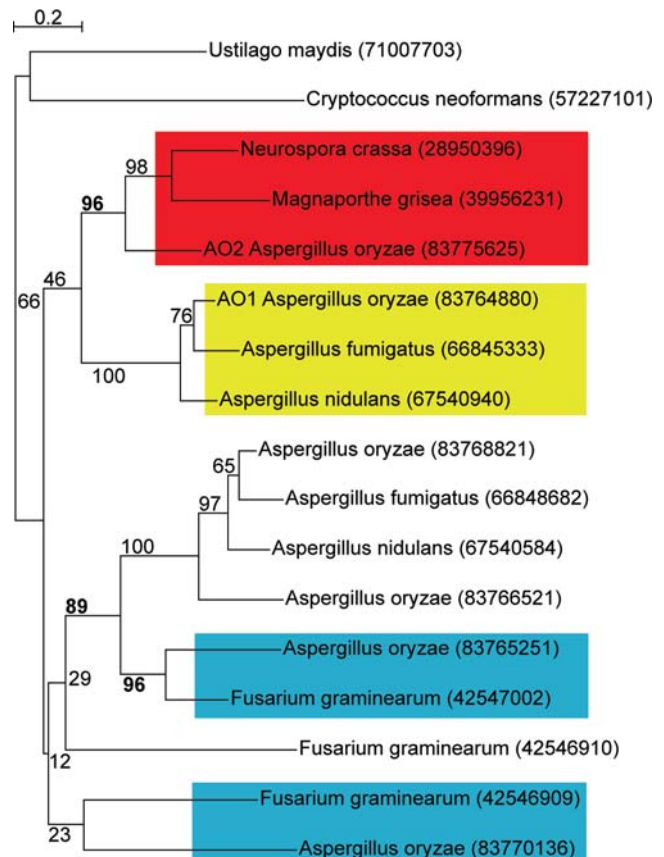 0.2
Ustilago maydis (71007703)
Cryptococcus neoformans (57227101)
Neurospora crassa (28950396)
98
Magnaporthe grisea (39956231)
96
AO2 Aspergillus oryzae (83775625)
46
66
AO1 Aspergillus oryzae (83764880)
76
Aspergillus fumigatus (66845333)
100
Aspergillus nidulans (67540940)
Aspergillus oryzae (83768821)
65
Aspergillus fumigatus (66848682)
97
Aspergillus nidulans (67540584)
100
Aspergillus oryzae (83766521)
89
Aspergillus oryzae (83765251)
96
29
Fusarium graminearum (42547002)
Fusarium graminearum (42546910)
12
Fusarium graminearum (42546909)
23
Aspergillus oryzae (83770136)